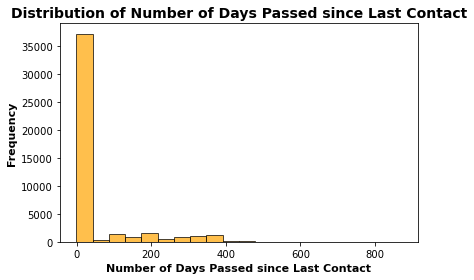 Distribution of Number of Days Passed since Last Contact
35000
30000
25000
20000
15000
10000
5000
0
Frequency
0 200 400 600 800
Number of Days Passed since Last Contact